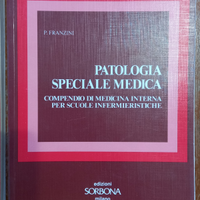 P. FRANZINI
PATOLOGIA
SPECIALE MEDICA
COMPENDIO DI MEDICINA INTERNA
PER SCUOLE INFERMIERISTICHE
edizioni
SORBONA
milano